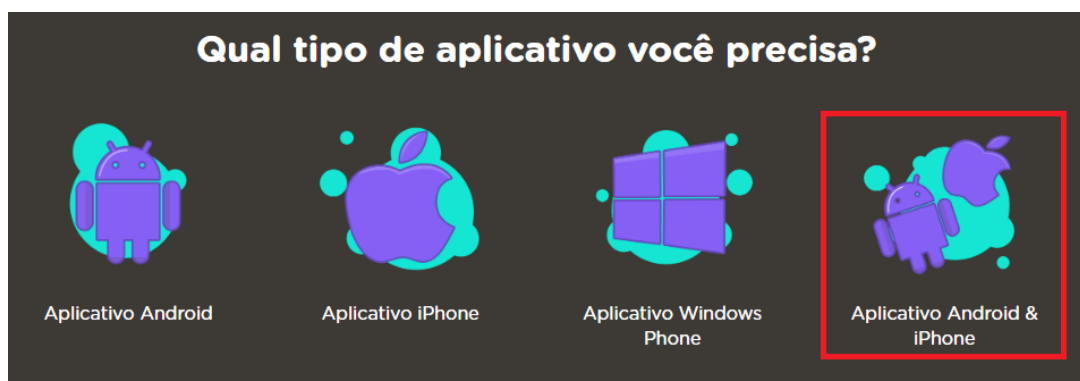 Qual tipo de aplicativo você precisa?
Aplicativo Android
Aplicativo iPhone
Aplicativo Windows
Phone
Aplicativo Android &
iPhone